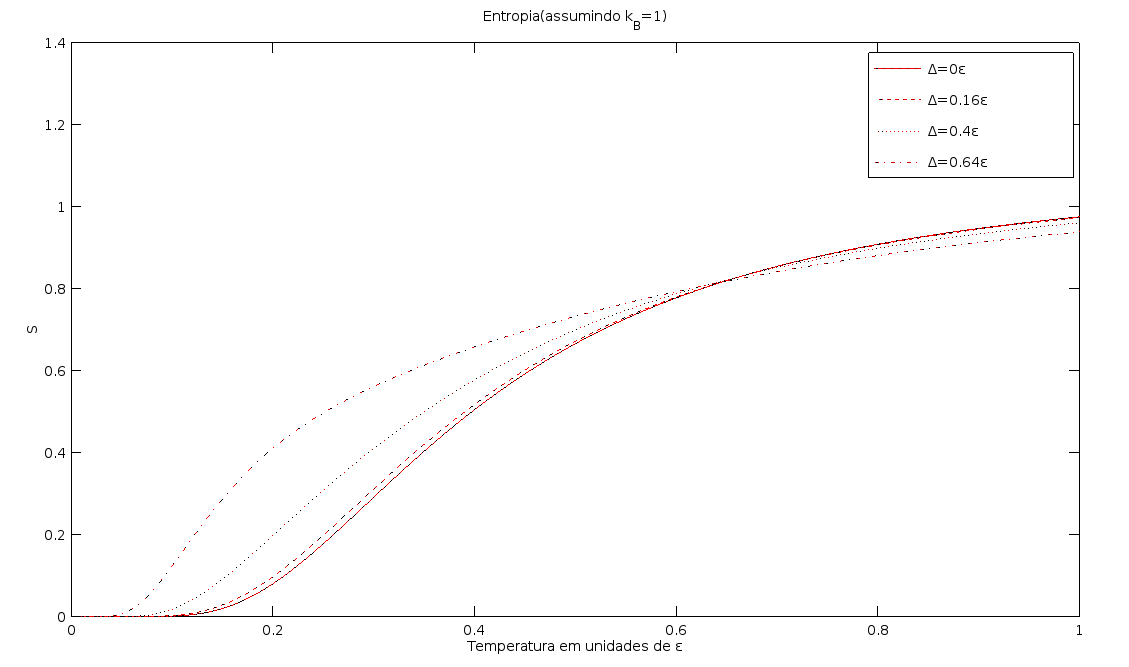 Entropia(assumindo k_B=1)
1.4
1.2
1
0.8
0.6
0.4
0.2
0
S
Δ=0ε
Δ=0.16ε
Δ=0.4ε
Δ=0.64ε
0 0.2 0.4 0.6 0.8 1
Temperatura em unidades de ε